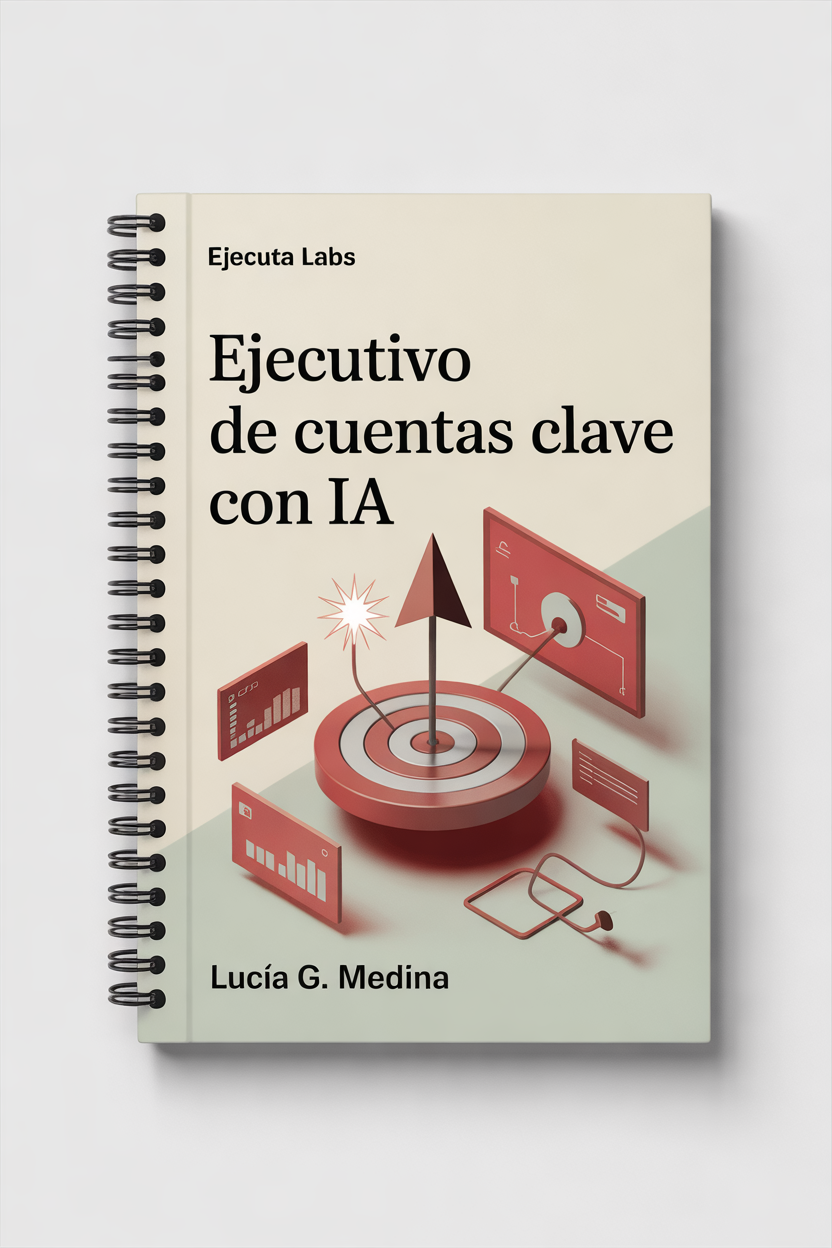 Ejecuta Labs
Ejecutivo
de cuentas clave
con IA
Lucía G. Medina